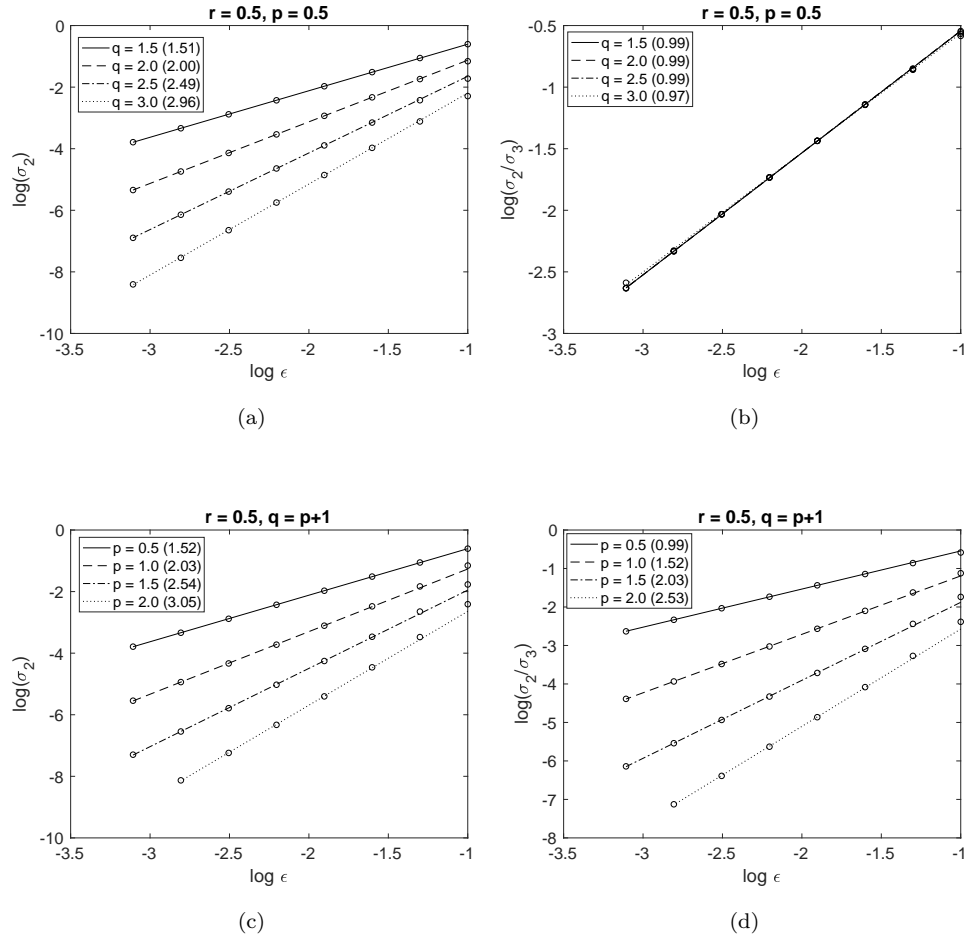 r = 0.5, p = 0.5
q = 1.5 (1.51)
q = 2.0 (2.00)
q = 2.5 (2.49)
q = 3.0 (2.96)
log(σ₂)
0
-2
-4
-6
-8
-10
-3.5 -3 -2.5 -2 -1.5 -1
log ϵ
(a)
r = 0.5, p = 0.5
q = 1.5 (0.99)
q = 2.0 (0.99)
q = 2.5 (0.99)
q = 3.0 (0.97)
log(σ₂/σ₃)
-0.5
-1
-1.5
-2
-2.5
-3
-3.5 -3 -2.5 -2 -1.5 -1
log ϵ
(b)
r = 0.5, q = p+1
p = 0.5 (1.52)
p = 1.0 (2.03)
p = 1.5 (2.54)
p = 2.0 (3.05)
log(σ₂)
0
-2
-4
-6
-8
-10
-3.5 -3 -2.5 -2 -1.5 -1
log ϵ
(c)
r = 0.5, q = p+1
p = 0.5 (0.99)
p = 1.0 (1.52)
p = 1.5 (2.03)
p = 2.0 (2.53)
log(σ₂/σ₃)
0
-1
-2
-3
-4
-5
-6
-7
-8
-3.5 -3 -2.5 -2 -1.5 -1
log ϵ
(d)